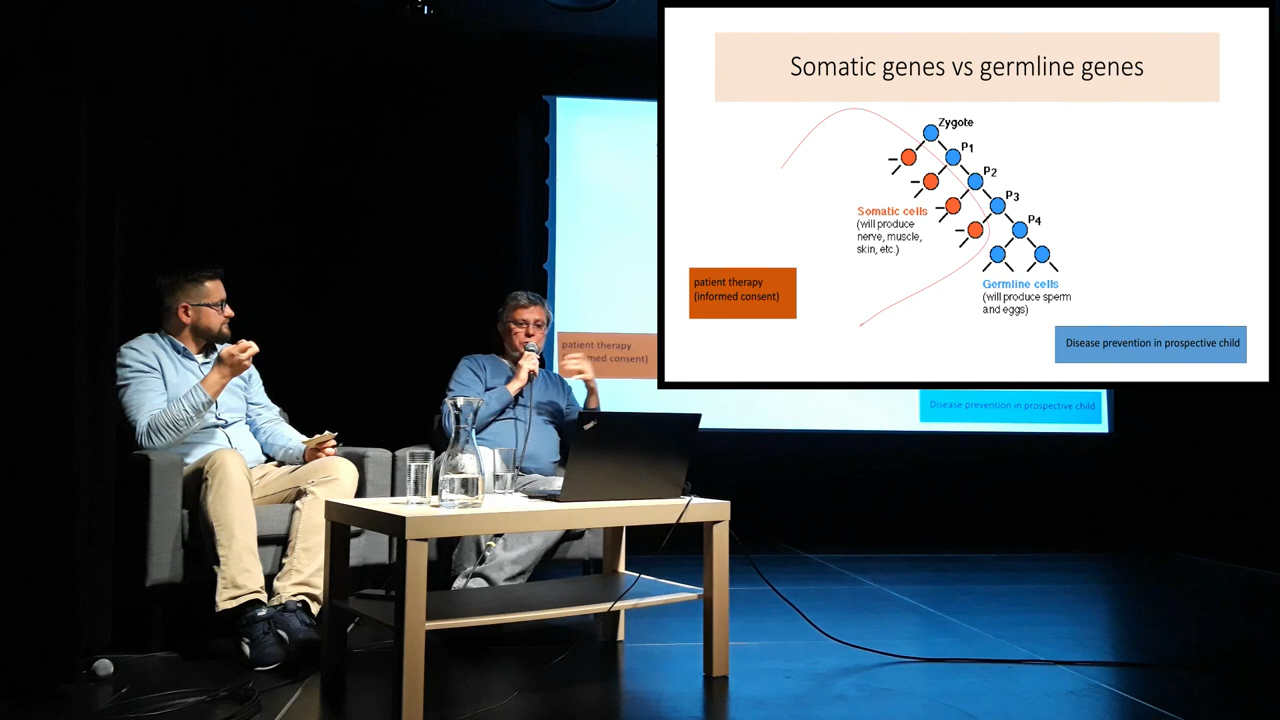 Somatic genes vs germline genes
Zygote
P1
P2
P3
P4
Somatic cells
(will produce
nerve, muscle,
skin, etc.)
Germline cells
(will produce sperm
and eggs)
patient therapy
(informed consent)
Disease prevention in prospective child
patient therapy
consent)
Disease prevention in prospective child